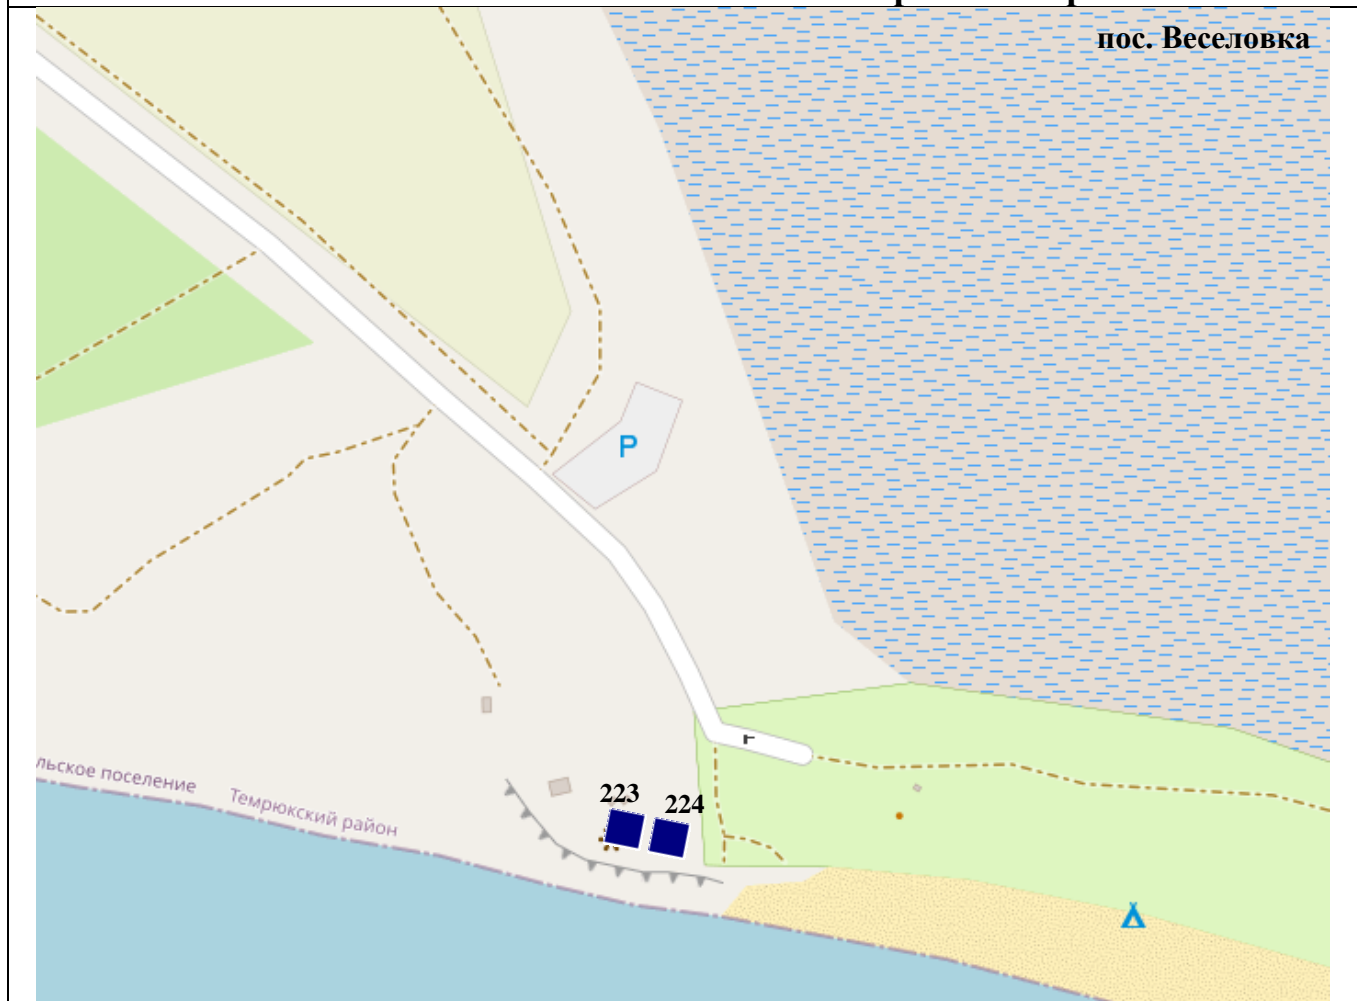 пос. Веселовка
P
г
льское поселение
Темрюкский район
223
224